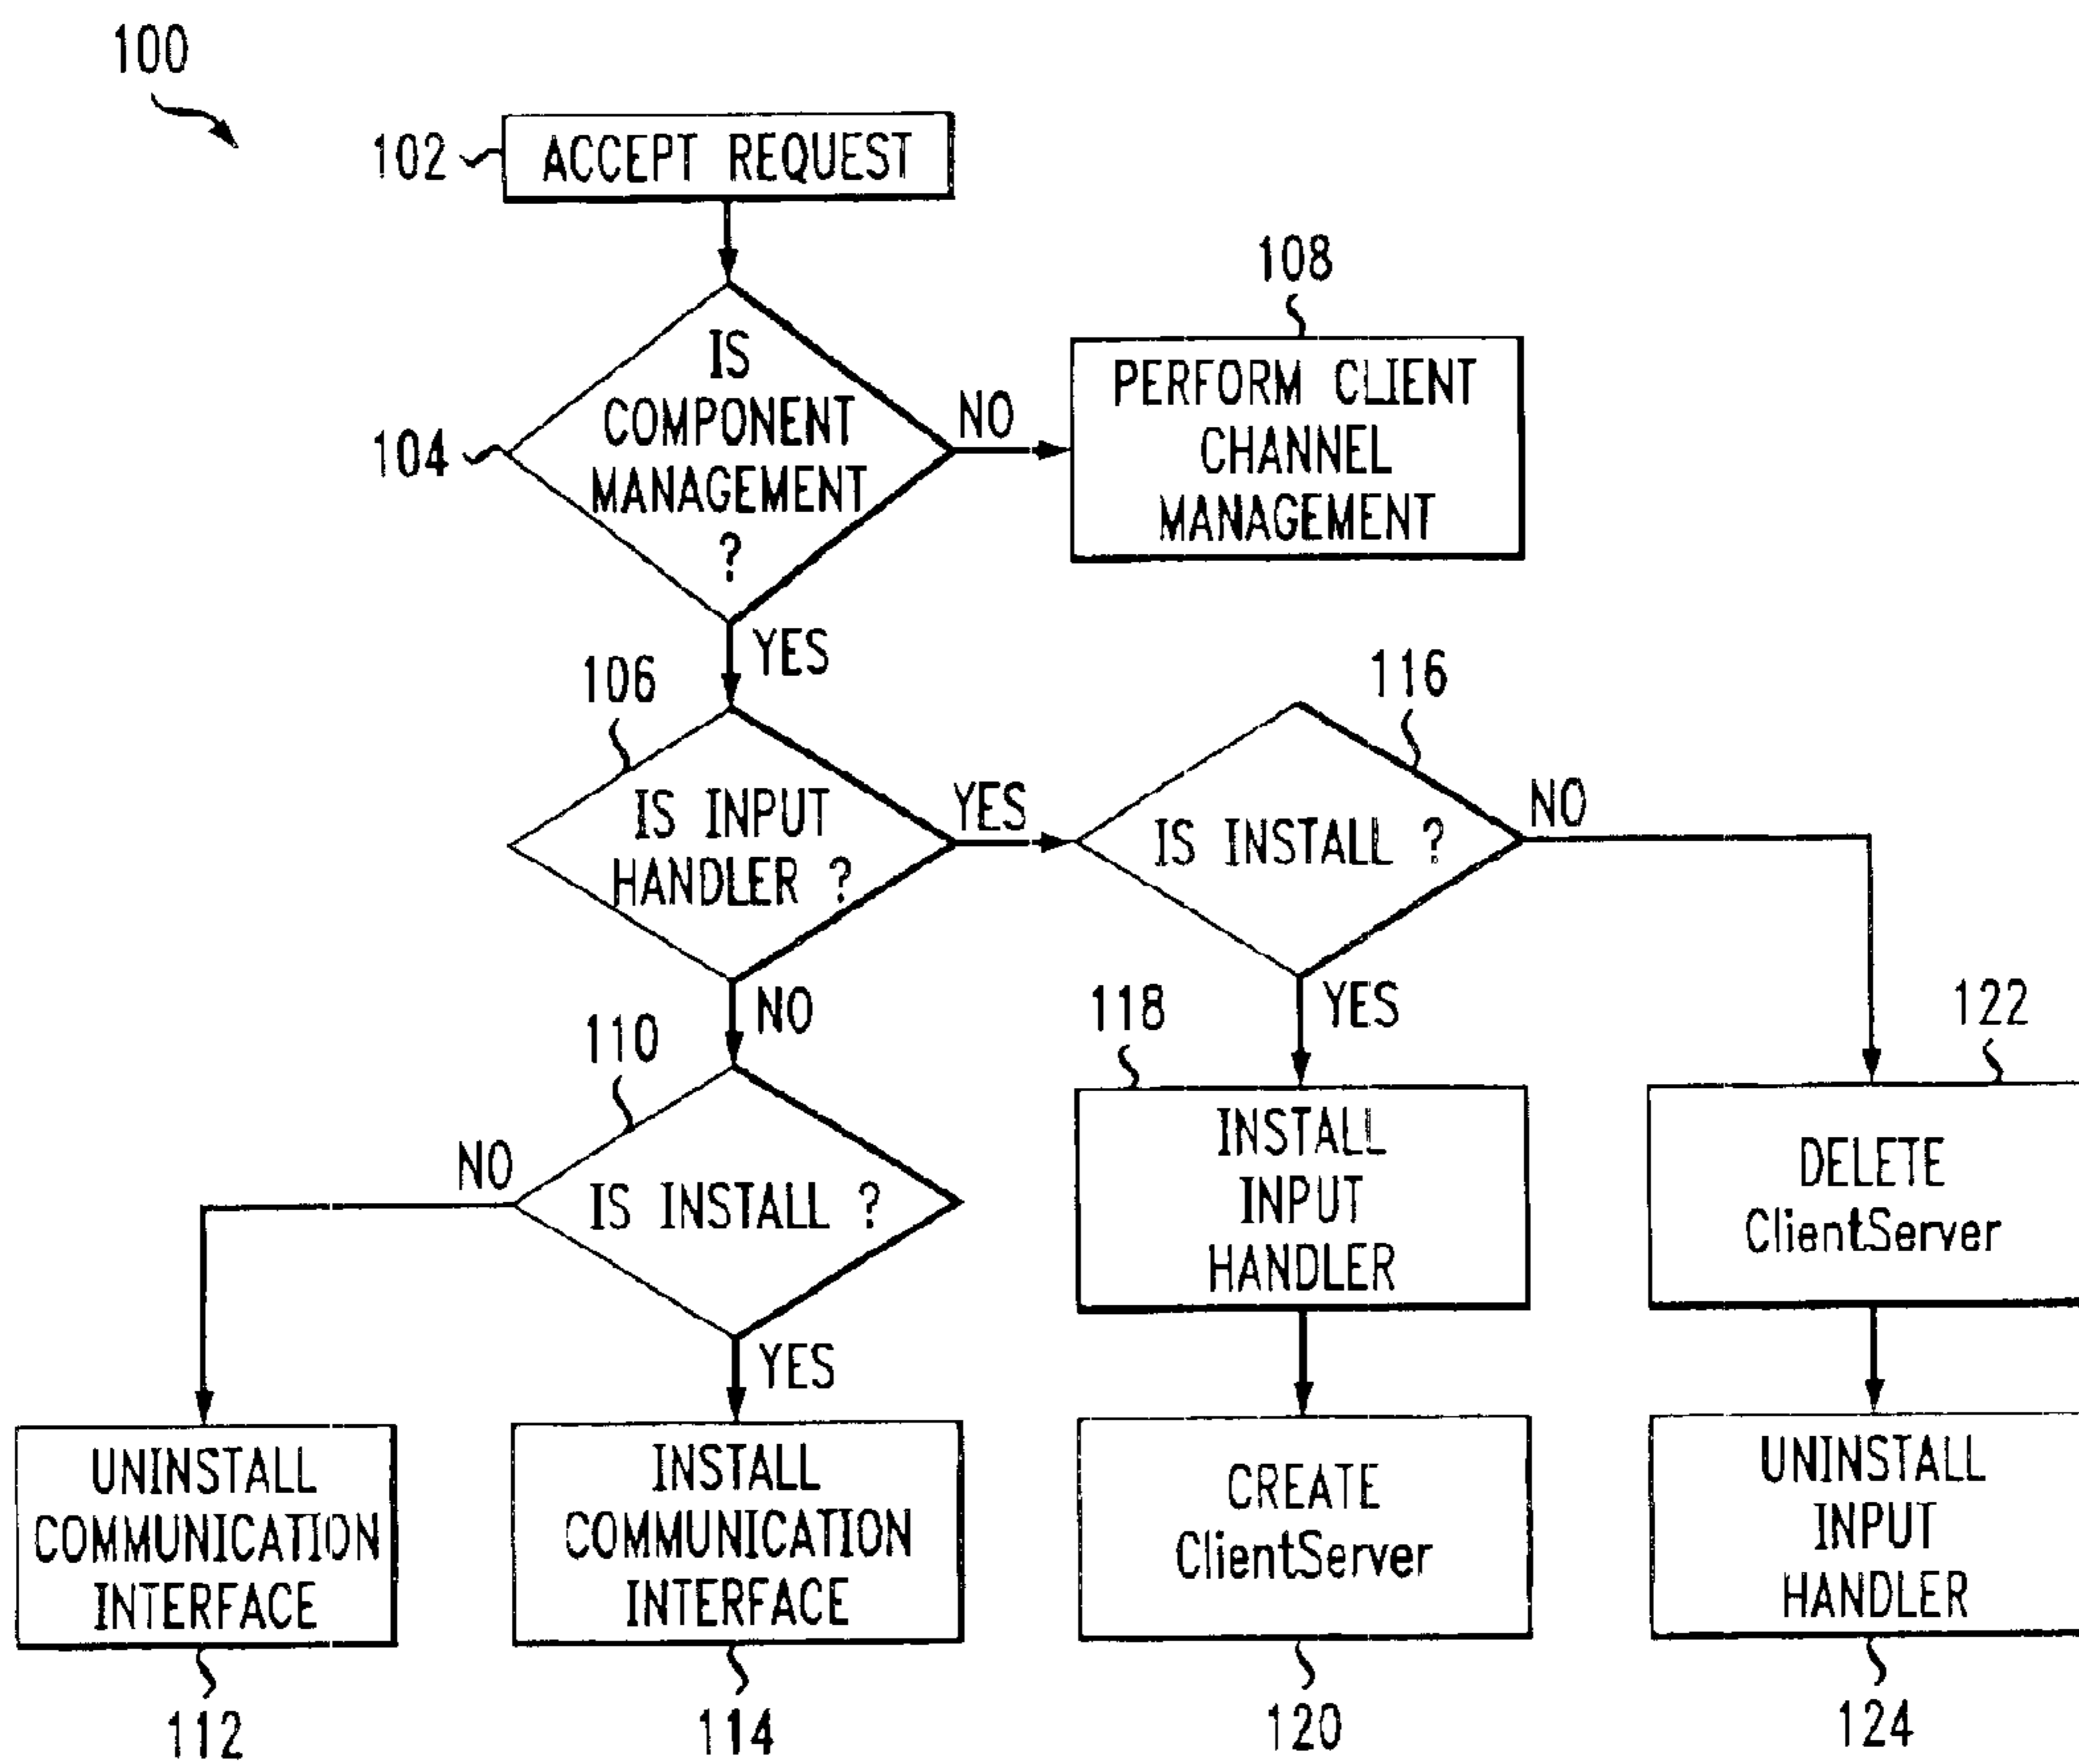 100
102
ACCEPT REQUEST
108
IS
COMPONENT
MANAGEMENT
?
104
NO
PERFORM CLIENT
CHANNEL
MANAGEMENT
YES
106
116
IS INPUT
HANDLER ?
YES
IS INSTALL ?
NO
NO
YES
110
118
122
NO
IS INSTALL ?
YES
INSTALL
INPUT
HANDLER
DELETE
ClientServer
UNINSTALL
COMMUNICATION
INTERFACE
INSTALL
COMMUNICATION
INTERFACE
CREATE
ClientServer
UNINSTALL
INPUT
HANDLER
112
114
120
124